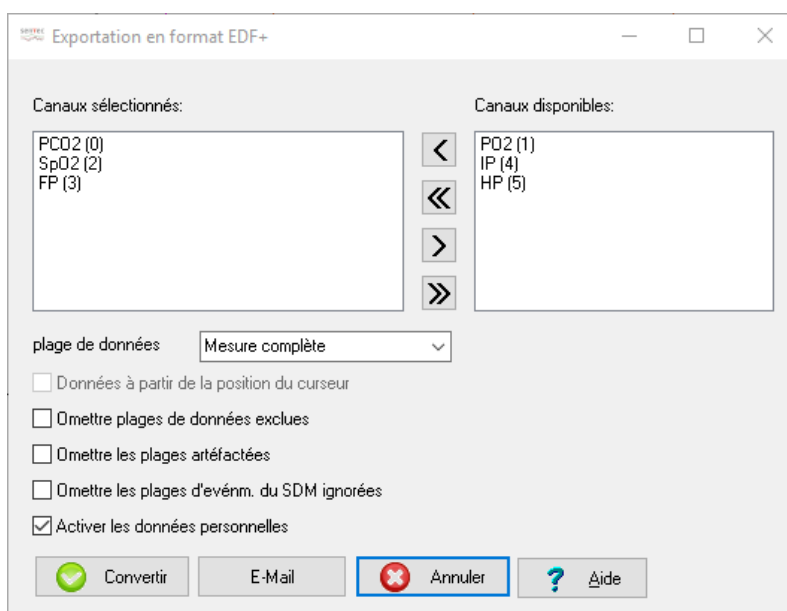 Exportation en format EDF+
Canaux sélectionnés:
Canaux disponibles:
PCO2 (0)
SpO2 (2)
FP (3)
PO2 (1)
IP (4)
HP (5)
plage de données
Mesure complète
Données à partir de la position du curseur
Omettre plages de données exclues
Omettre les plages artéfactées
Omettre les plages d'evénm. du SDM ignorées
Activer les données personnelles
Convertir
E-Mail
Annuler
Aide